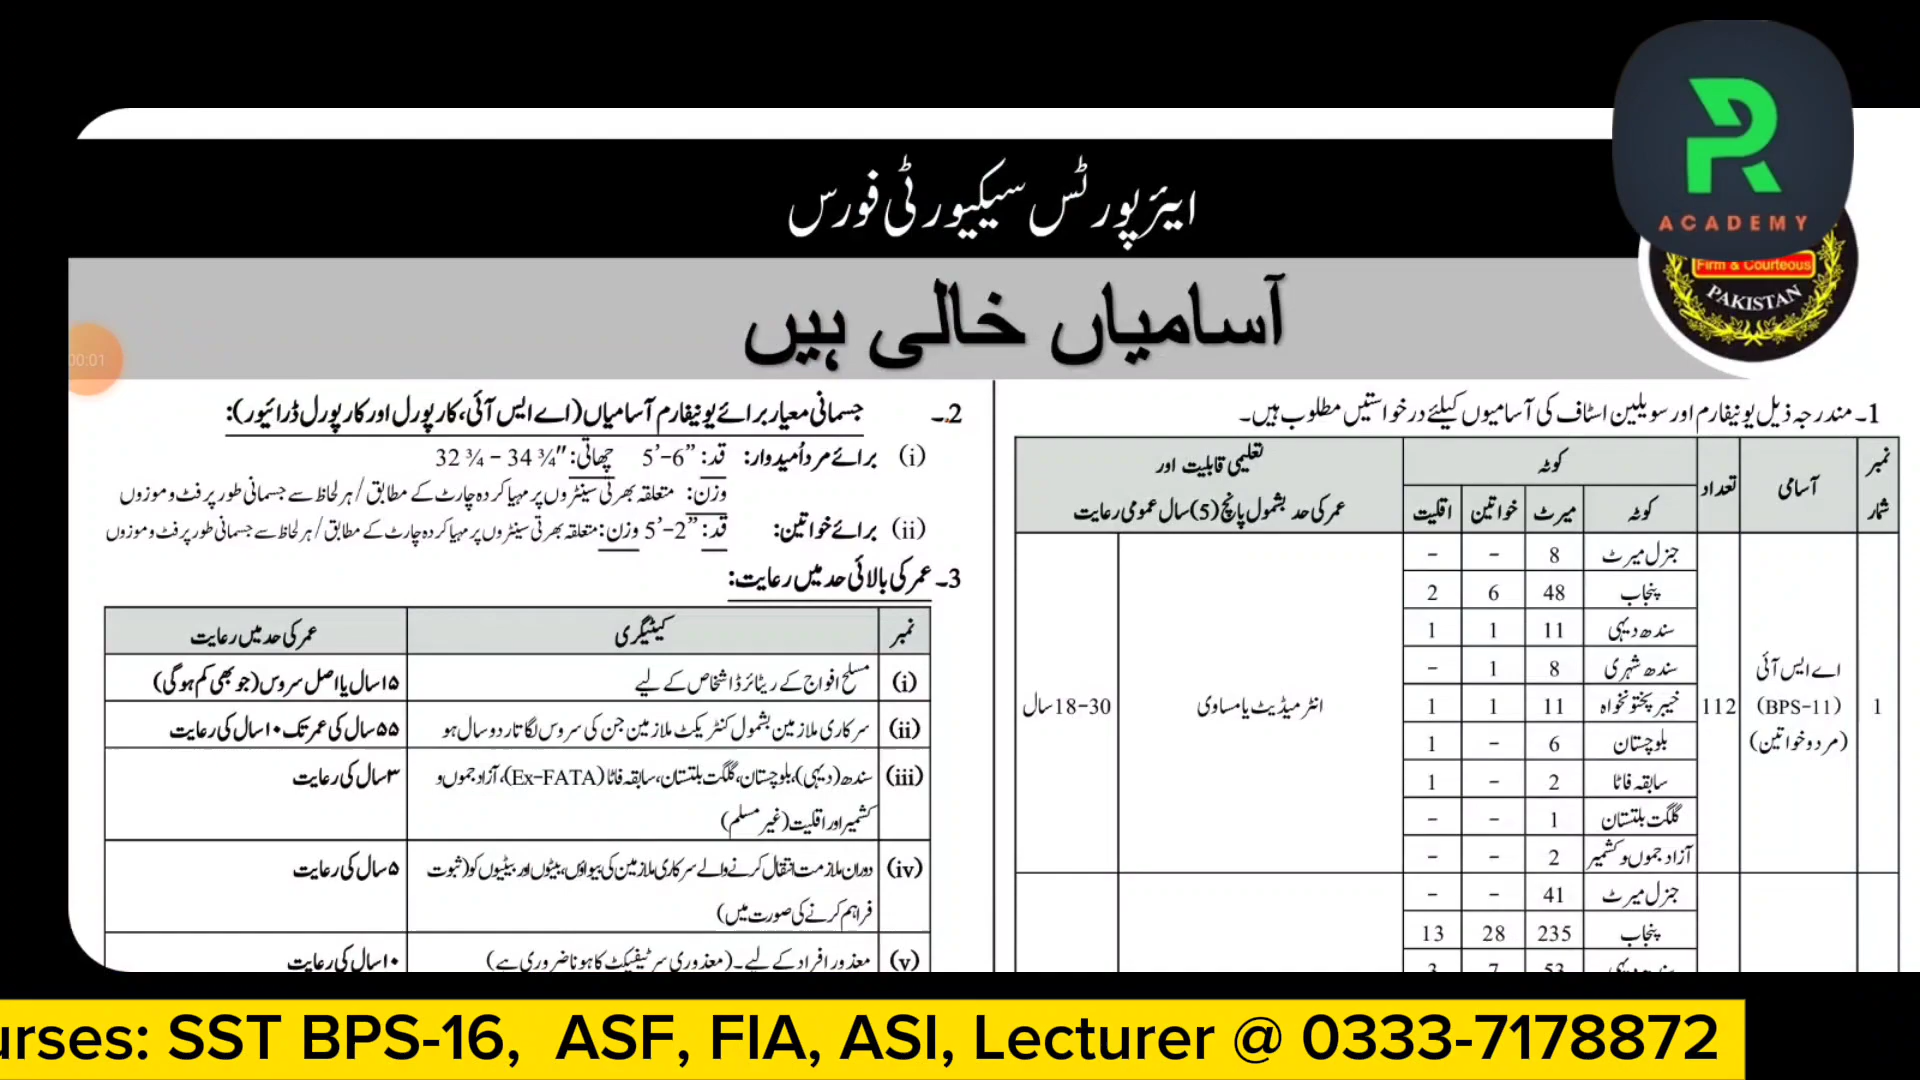 ACADEMY
Firm & Courteous
PAKISTAN
ایئرپورٹس سیکیورٹی فورس
آسامیاں خالی ہیں
00:01
1۔ مندرجہ ذیل یونیفارم اور سویلین اسٹاف کی آسامیوں کیلئے درخواستیں مطلوب ہیں۔
نمبر شمار | آسامی | تعداد | کوٹہ | تعلیمی قابلیت اور عمر کی حد بشمول پانچ (5) سال عمومی رعایت
کوٹہ | میرٹ | خواتین | اقلیت
1 | اے ایس آئی (BPS-11) (مرد و خواتین) | 112 | انٹرمیڈیٹ یا مساوی | 18-30 سال
جنرل میرٹ | 8 | - | -
پنجاب | 48 | 6 | 2
سندھ دیہی | 11 | 1 | 1
سندھ شہری | 8 | 1 | -
خیبر پختونخواہ | 11 | 1 | 1
بلوچستان | 6 | - | 1
سابقہ فاٹا | 2 | - | 1
گلگت بلتستان | 1 | - | -
آزاد جموں و کشمیر | 2 | - | -
جنرل میرٹ | 41 | - | -
پنجاب | 235 | 28 | 13
2۔ جسمانی معیار برائے یونیفارم آسامیاں (اے ایس آئی، کارپورل اور کارپورل ڈرائیور):
(i) برائے مرد اُمیدوار: قد: 5’-6” چھاتی: 32 ¾ – 34 ¾"
وزن: متعلقہ بھرتی سینٹروں پر مہیا کردہ چارٹ کے مطابق / ہر لحاظ سے جسمانی طور پر فٹ و موزوں
(ii) برائے خواتین: قد: 5’-2” وزن: متعلقہ بھرتی سینٹروں پر مہیا کردہ چارٹ کے مطابق / ہر لحاظ سے جسمانی طور پر فٹ و موزوں
3۔ عمر کی بالائی حد میں رعایت:
نمبر | کیٹیگری | عمر کی حد میں رعایت
(i) مسلح افواج کے ریٹائرڈ اشخاص کے لیے | ۱۵ سال یا اصل سروس (جو بھی کم ہوگی)
(ii) سرکاری ملازمین بشمول کنٹریکٹ ملازمین جن کی سروس لگاتار دو سال ہو | ۵۵ سال کی عمر تک ۱۰ سال کی رعایت
(iii) سندھ (دیہی)، بلوچستان، گلگت بلتستان، سابقہ فاٹا (Ex-FATA)، آزاد جموں و | ۳ سال کی رعایت
کشمیر اور اقلیت (غیر مسلم)
(iv) دوران ملازمت انتقال کرنے والے سرکاری ملازمین کی بیواؤں، بیٹوں اور بیٹیوں کو (ثبوت | ۵ سال کی رعایت
فراہم کرنے کی صورت میں)
(v) معذور افراد کے لیے۔ (معذوری سرٹیفیکٹ کا ہونا ضروری ہے) | ۱۰ سال کی رعایت
urses: SST BPS-16, ASF, FIA, ASI, Lecturer @ 0333-7178872